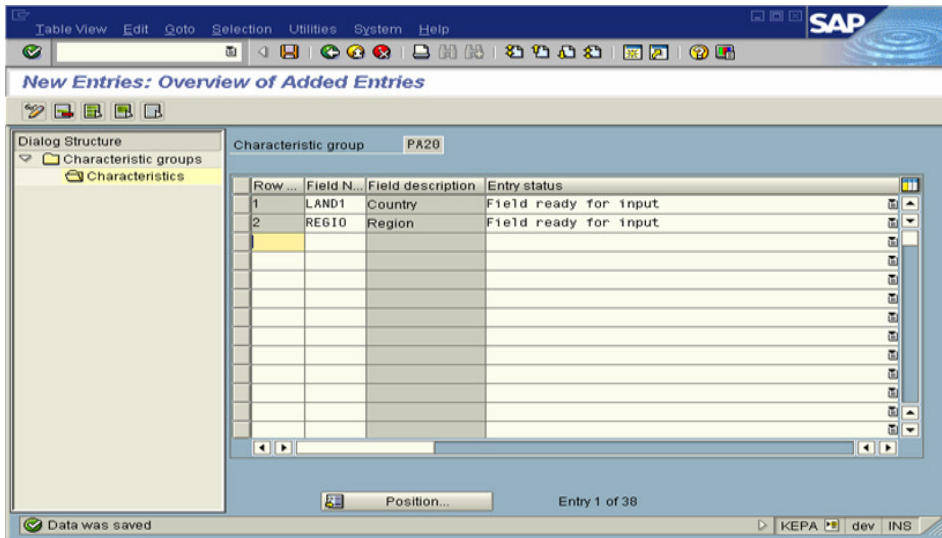 Table View Edit Goto Selection Utilities System Help
SAP
New Entries: Overview of Added Entries
Dialog Structure
Characteristic groups
Characteristics
Characteristic group PA20
Row ... Field N... Field description Entry status
1 LAND1 Country Field ready for input
2 REGIO Region Field ready for input
Position... Entry 1 of 38
Data was saved KEPA dev INS